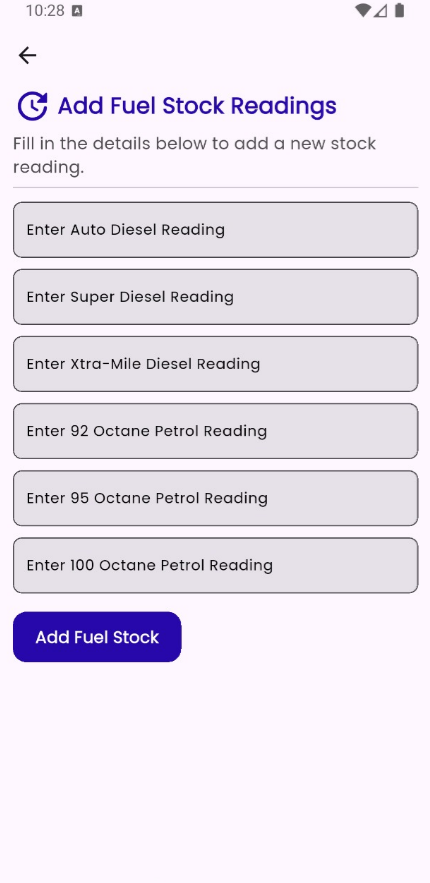 10:28 A
Add Fuel Stock Readings
Fill in the details below to add a new stock
reading.
Enter Auto Diesel Reading
Enter Super Diesel Reading
Enter Xtra-Mile Diesel Reading
Enter 92 Octane Petrol Reading
Enter 95 Octane Petrol Reading
Enter 100 Octane Petrol Reading
Add Fuel Stock